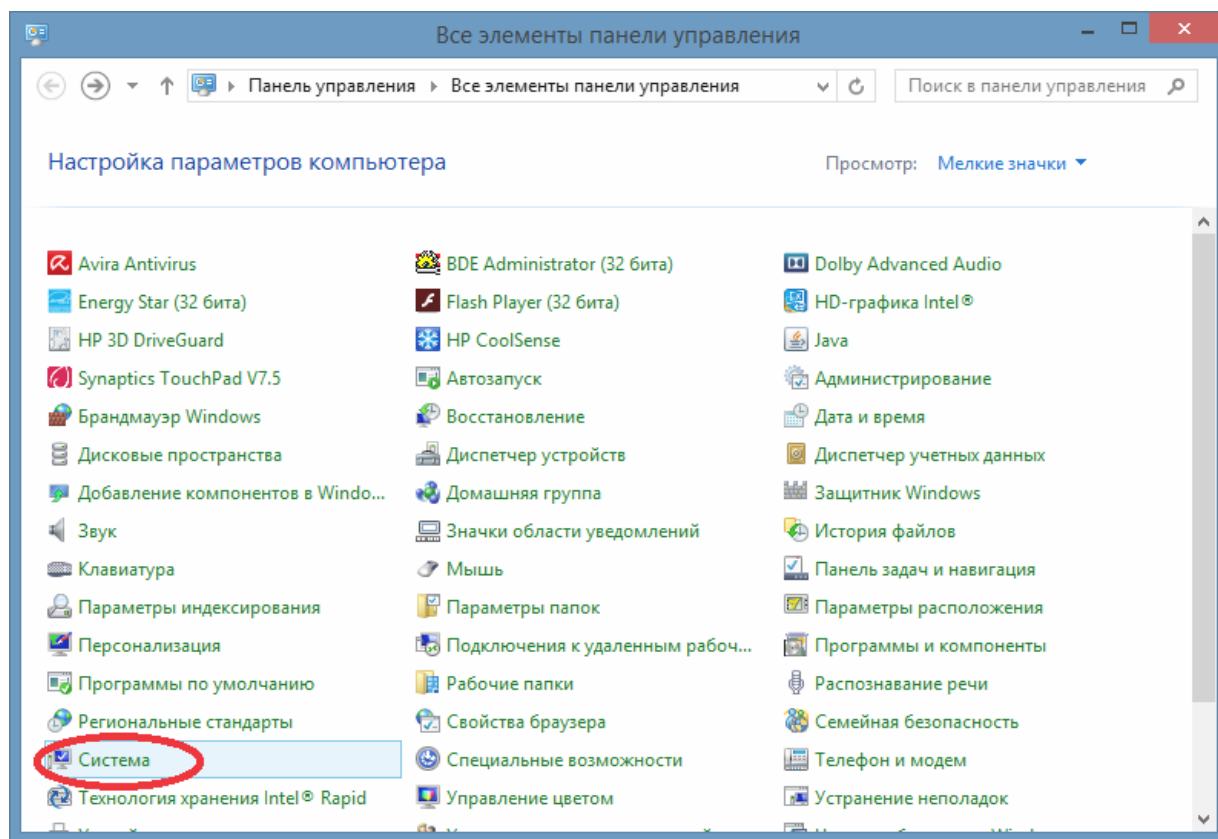 Все элементы панели управления
Панель управления Все элементы панели управления Поиск в панели управления
Настройка параметров компьютера Просмотр: Мелкие значки
Avira Antivirus BDE Administrator (32 бита) Dolby Advanced Audio
Energy Star (32 бита) Flash Player (32 бита) HD-графика Intel®
HP 3D DriveGuard HP CoolSense Java
Synaptics TouchPad V7.5 Автозапуск Администрирование
Брандмауэр Windows Восстановление Дата и время
Дисковые пространства Диспетчер устройств Диспетчер учетных данных
Добавление компонентов в Windo... Домашняя группа Защитник Windows
Звук Значки области уведомлений История файлов
Клавиатура Мышь Панель задач и навигация
Параметры индексирования Параметры папок Параметры расположения
Персонализация Подключения к удаленным рабоч... Программы и компоненты
Программы по умолчанию Рабочие папки Распознавание речи
Региональные стандарты Свойства браузера Семейная безопасность
Система Специальные возможности Телефон и модем
Технология хранения Intel® Rapid Управление цветом Устранение неполадок